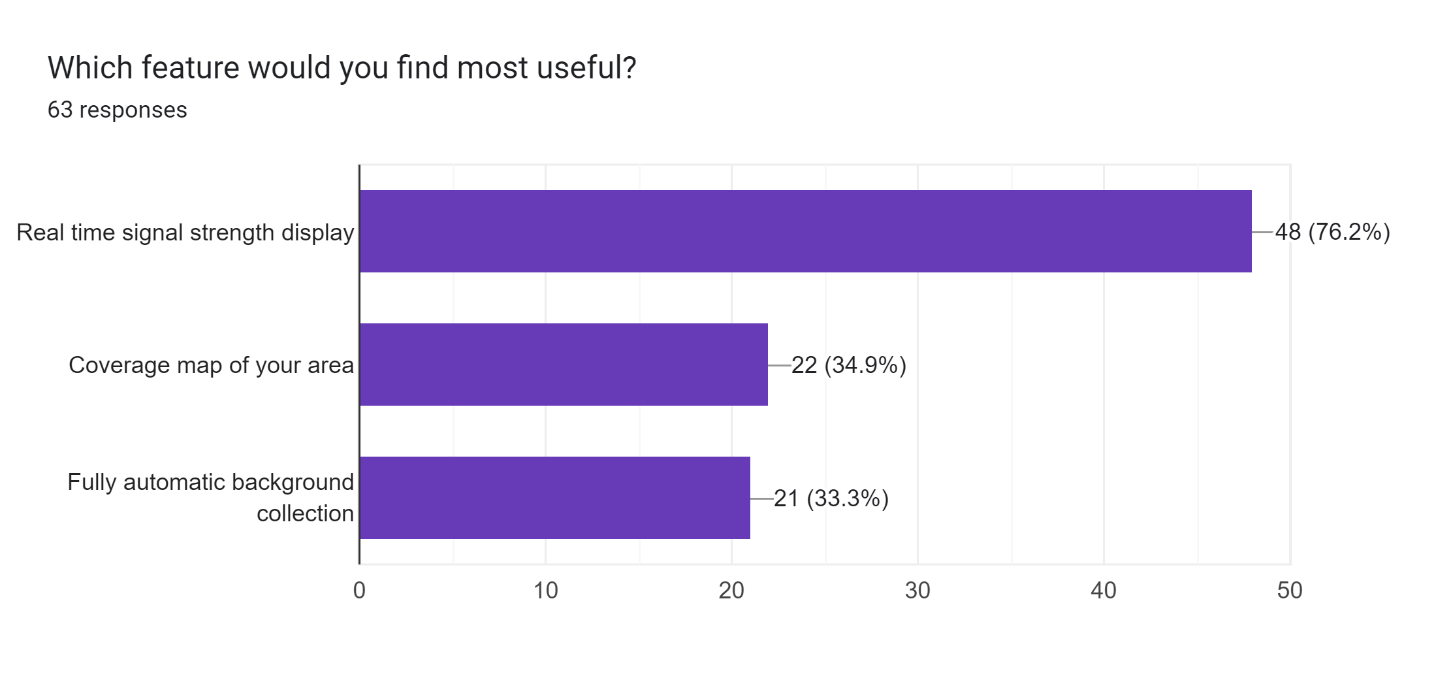 Which feature would you find most useful?
63 responses
Real time signal strength display
48 (76.2%)
Coverage map of your area
22 (34.9%)
Fully automatic background
collection
21 (33.3%)
0 10 20 30 40 50